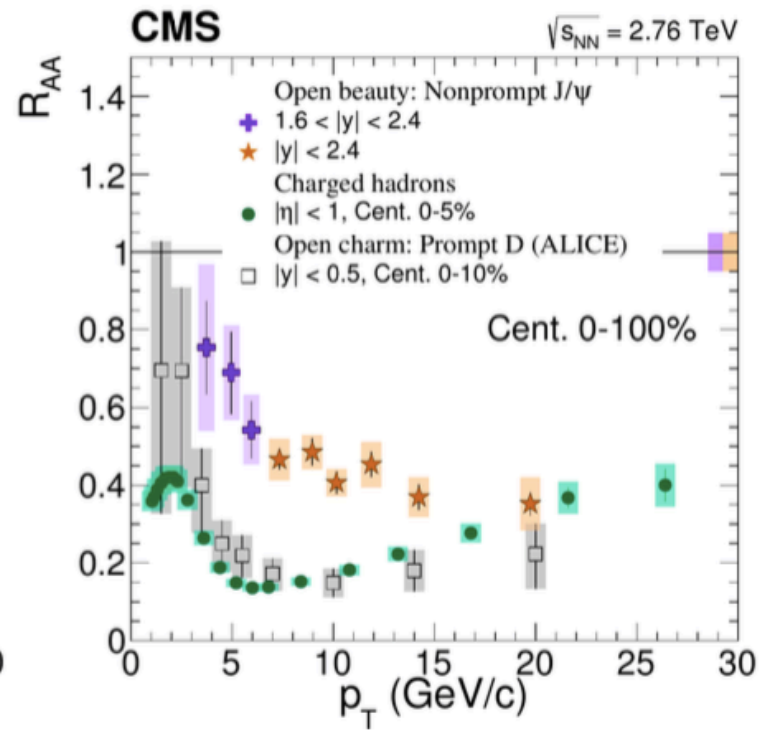 CMS
√sNN = 2.76 TeV
RAA
Open beauty: Nonprompt J/ψ
1.6 < |y| < 2.4
|y| < 2.4
Charged hadrons
|η| < 1, Cent. 0-5%
Open charm: Prompt D (ALICE)
|y| < 0.5, Cent. 0-10%
Cent. 0-100%
1.4
1.2
1
0.8
0.6
0.4
0.2
0
0 5 10 15 20 25 30
pT (GeV/c)